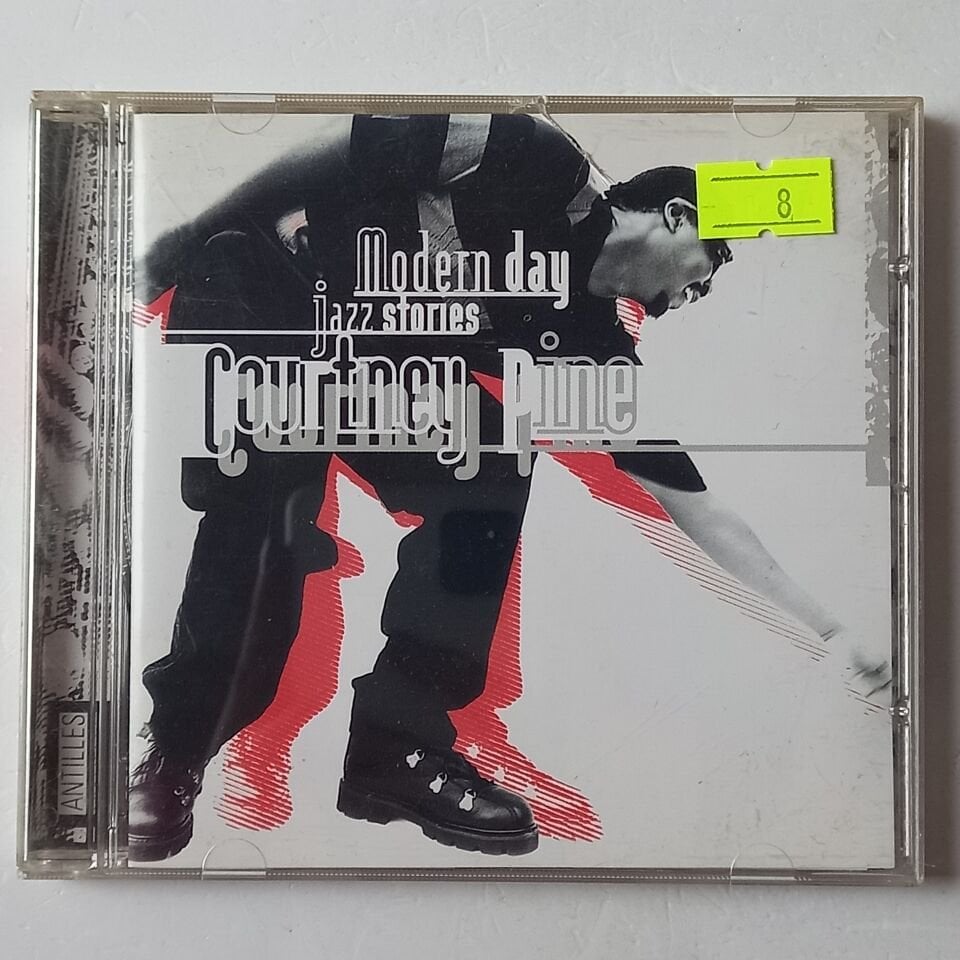 8
Modern day
jazz stories
Courtney Pine
ANTILLES